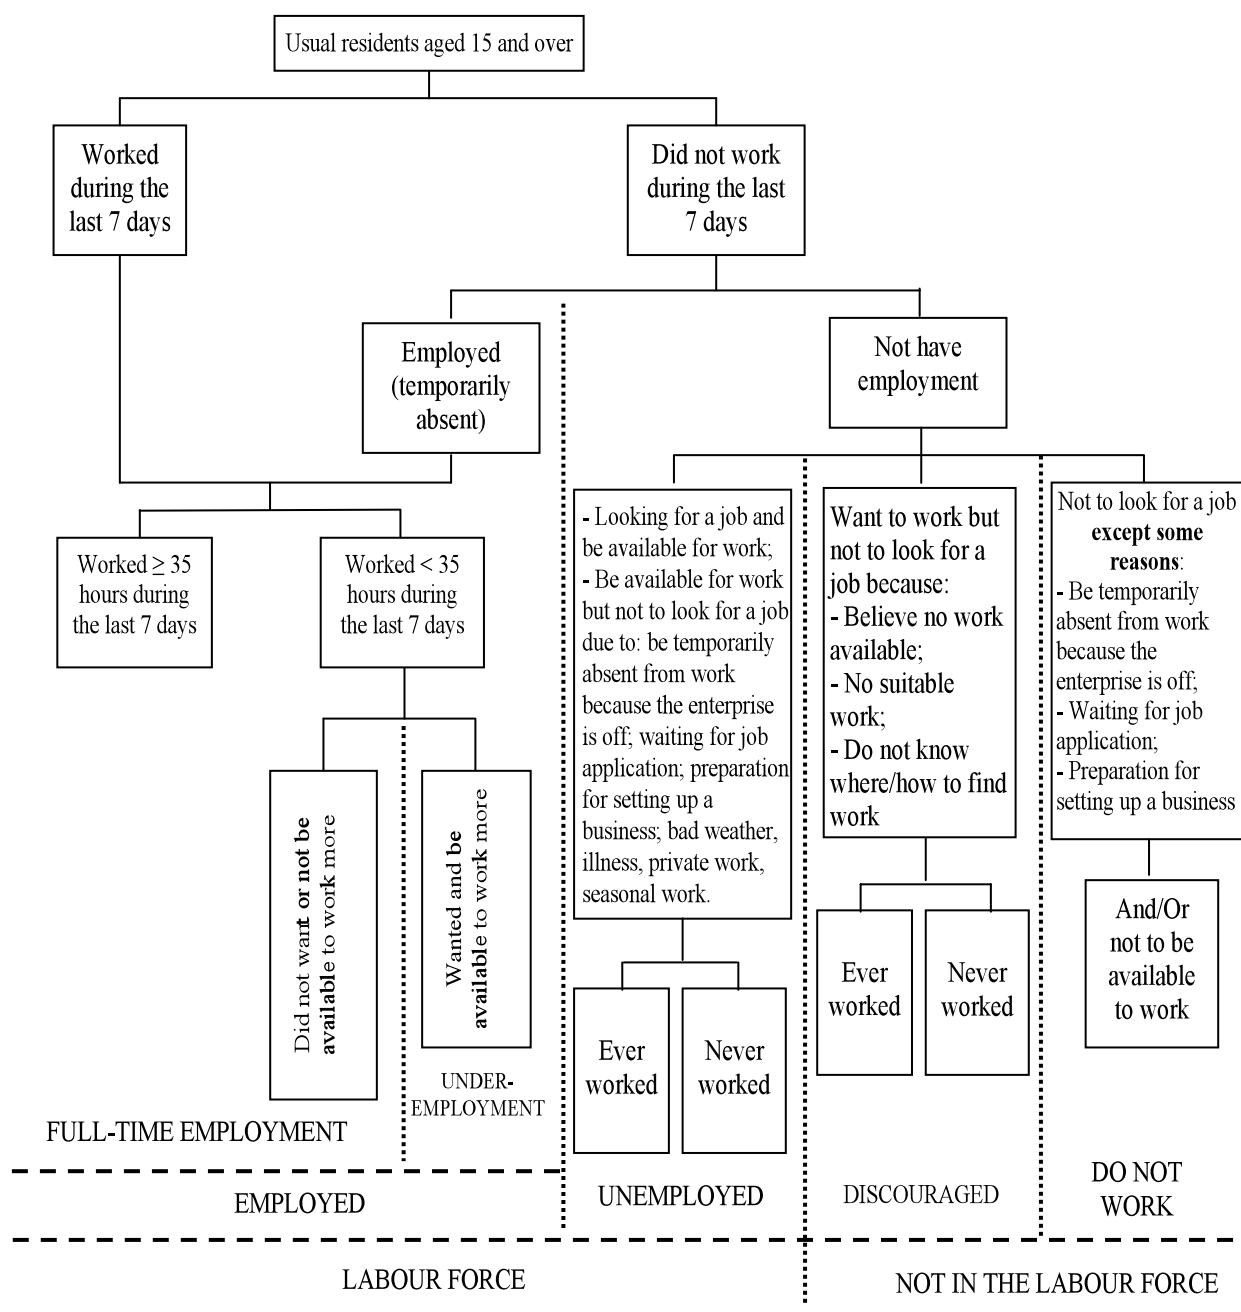 Usual residents aged 15 and over
Worked
during the
last 7 days
Did not work
during the last
7 days
Employed
(temporarily
absent)
Not have
employment
Worked ≥ 35
hours during
the last 7 days
Worked < 35
hours during
the last 7 days
Did not want or not be
available to work more
Wanted and be
available to work more
- Looking for a job and
be available for work;
- Be available for work
but not to look for a job
due to: be temporarily
absent from work
because the enterprise
is off; waiting for job
application; preparation
for setting up a
business; bad weather,
illness, private work,
seasonal work.
Want to work but
not to look for a
job because:
- Believe no work
available;
- No suitable
work;
- Do not know
where/how to find
work
Not to look for a job
except some
reasons:
- Be temporarily
absent from work
because the
enterprise is off;
- Waiting for job
application;
- Preparation for
setting up a business
Ever
worked
Never
worked
Ever
worked
Never
worked
And/Or
not to be
available
to work
UNDER-
EMPLOYMENT
FULL-TIME EMPLOYMENT
EMPLOYED
UNEMPLOYED
DISCOURAGED
DO NOT
WORK
LABOUR FORCE
NOT IN THE LABOUR FORCE